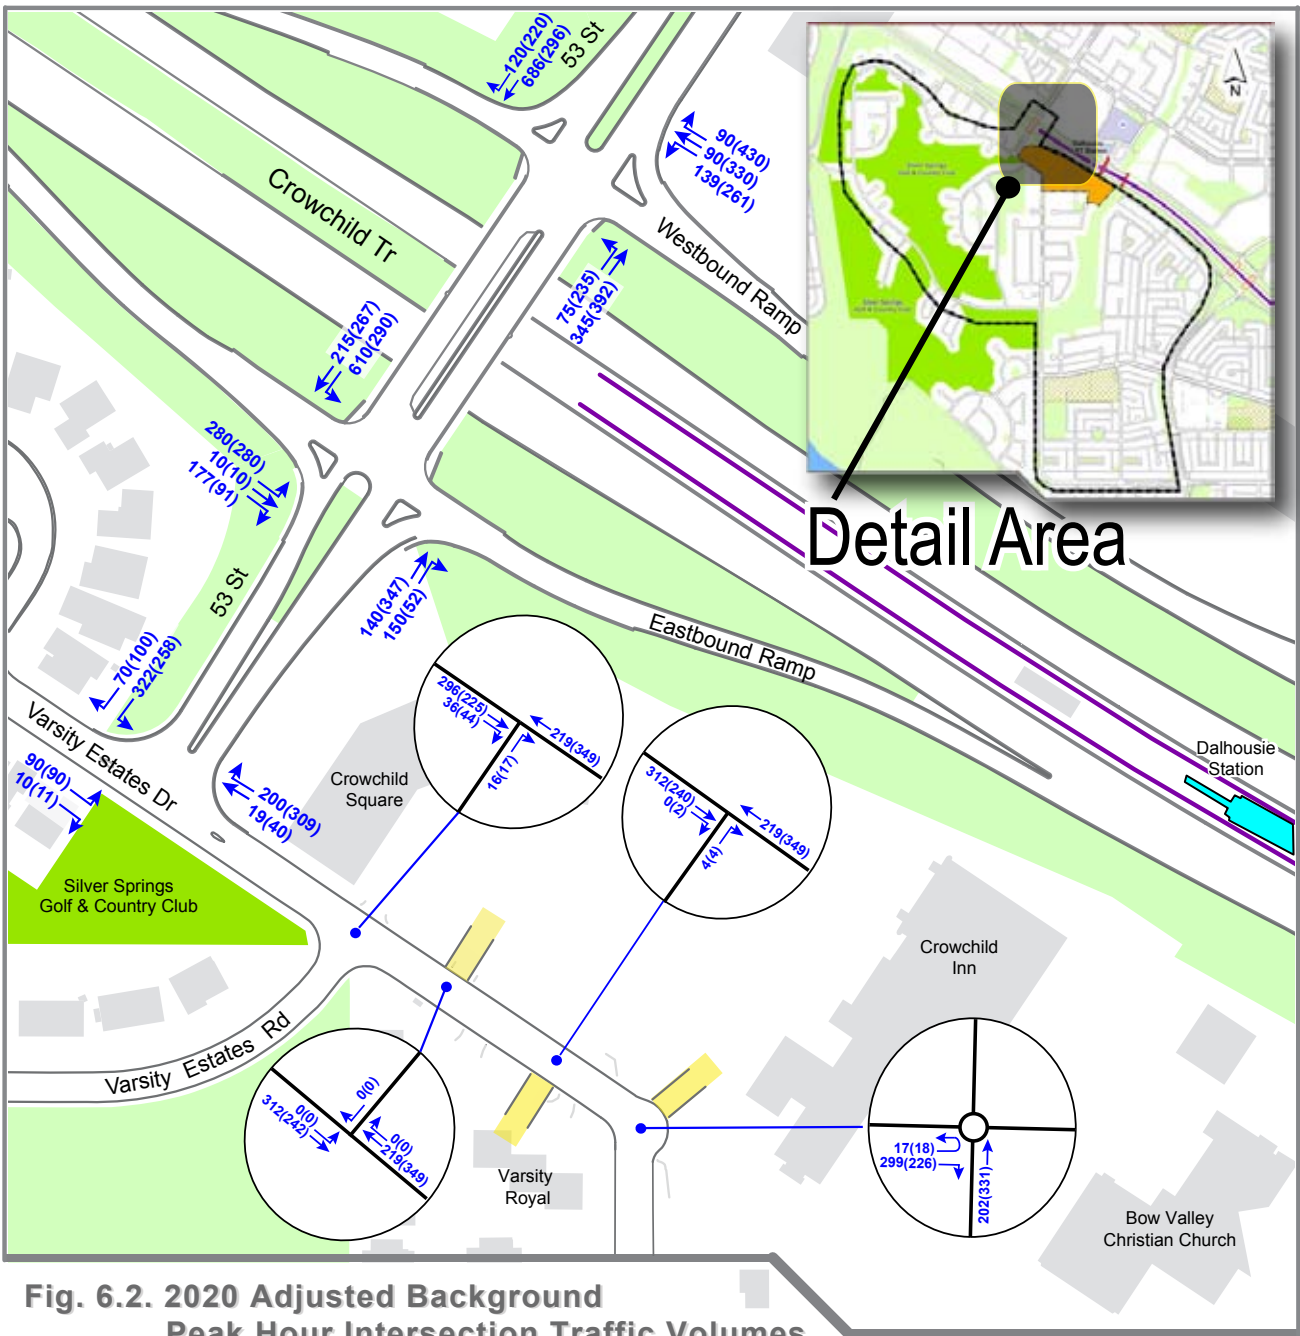 120(220)
686(296)
53 St
90(430)
90(330)
139(261)
N
Crowchild Tr
Westbound Ramp
75(235)
345(392)
215(267)
610(290)
280(280)
10(10)
177(91)
Detail Area
53 St
140(347)
150(52)
Eastbound Ramp
70(100)
322(258)
Varsity Estates Dr
90(90)
10(11)
200(309)
19(40)
Crowchild
Square
296(225)
36(44)
219(349)
16(17)
312(240)
0(2)
219(349)
4(4)
Dalhousie
Station
Silver Springs
Golf & Country Club
Crowchild
Inn
Varsity Estates Rd
0(0)
0(0)
312(242)
0(0)
219(349)
Varsity
Royal
17(18)
299(226)
202(331)
Bow Valley
Christian Church
Fig. 6.2. 2020 Adjusted Background
Peak Hour Intersection Traffic Volumes